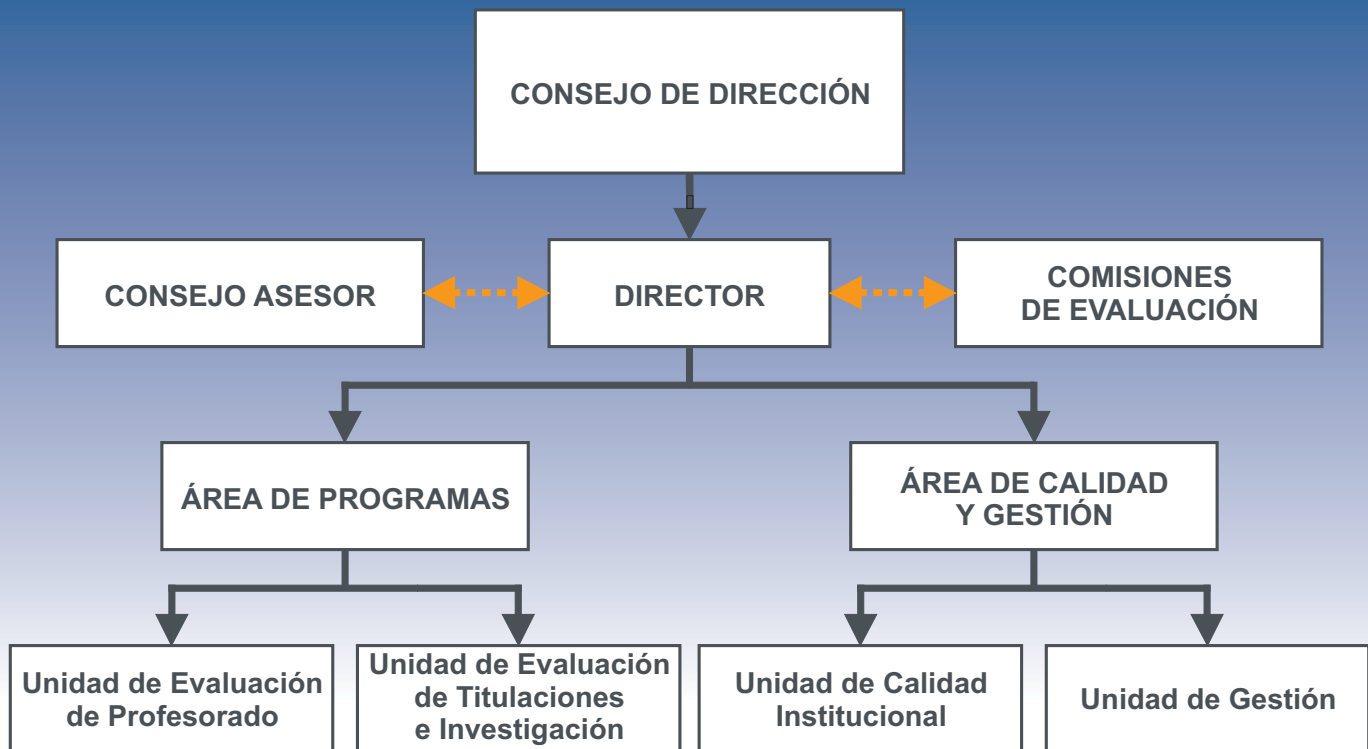 CONSEJO DE DIRECCIÓN
CONSEJO ASESOR
DIRECTOR
COMISIONES
DE EVALUACIÓN
ÁREA DE PROGRAMAS
ÁREA DE CALIDAD
Y GESTIÓN
Unidad de Evaluación
de Profesorado
Unidad de Evaluación
de Titulaciones
e Investigación
Unidad de Calidad
Institucional
Unidad de Gestión